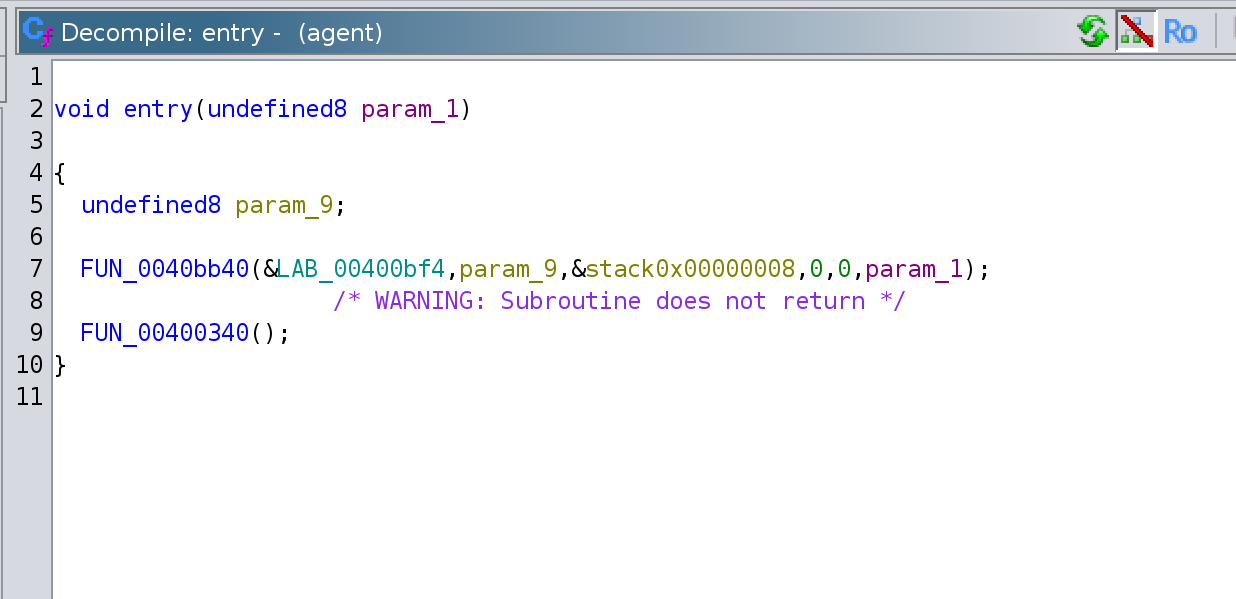 Decompile: entry - (agent)
Ro
1
2 void entry(undefined8 param_1)
3
4 {
5 undefined8 param_9;
6
7 FUN_0040bb40(&LAB_00400bf4,param_9,&stack0x00000008,0,0,param_1);
8 /* WARNING: Subroutine does not return */
9 FUN_00400340();
10 }
11